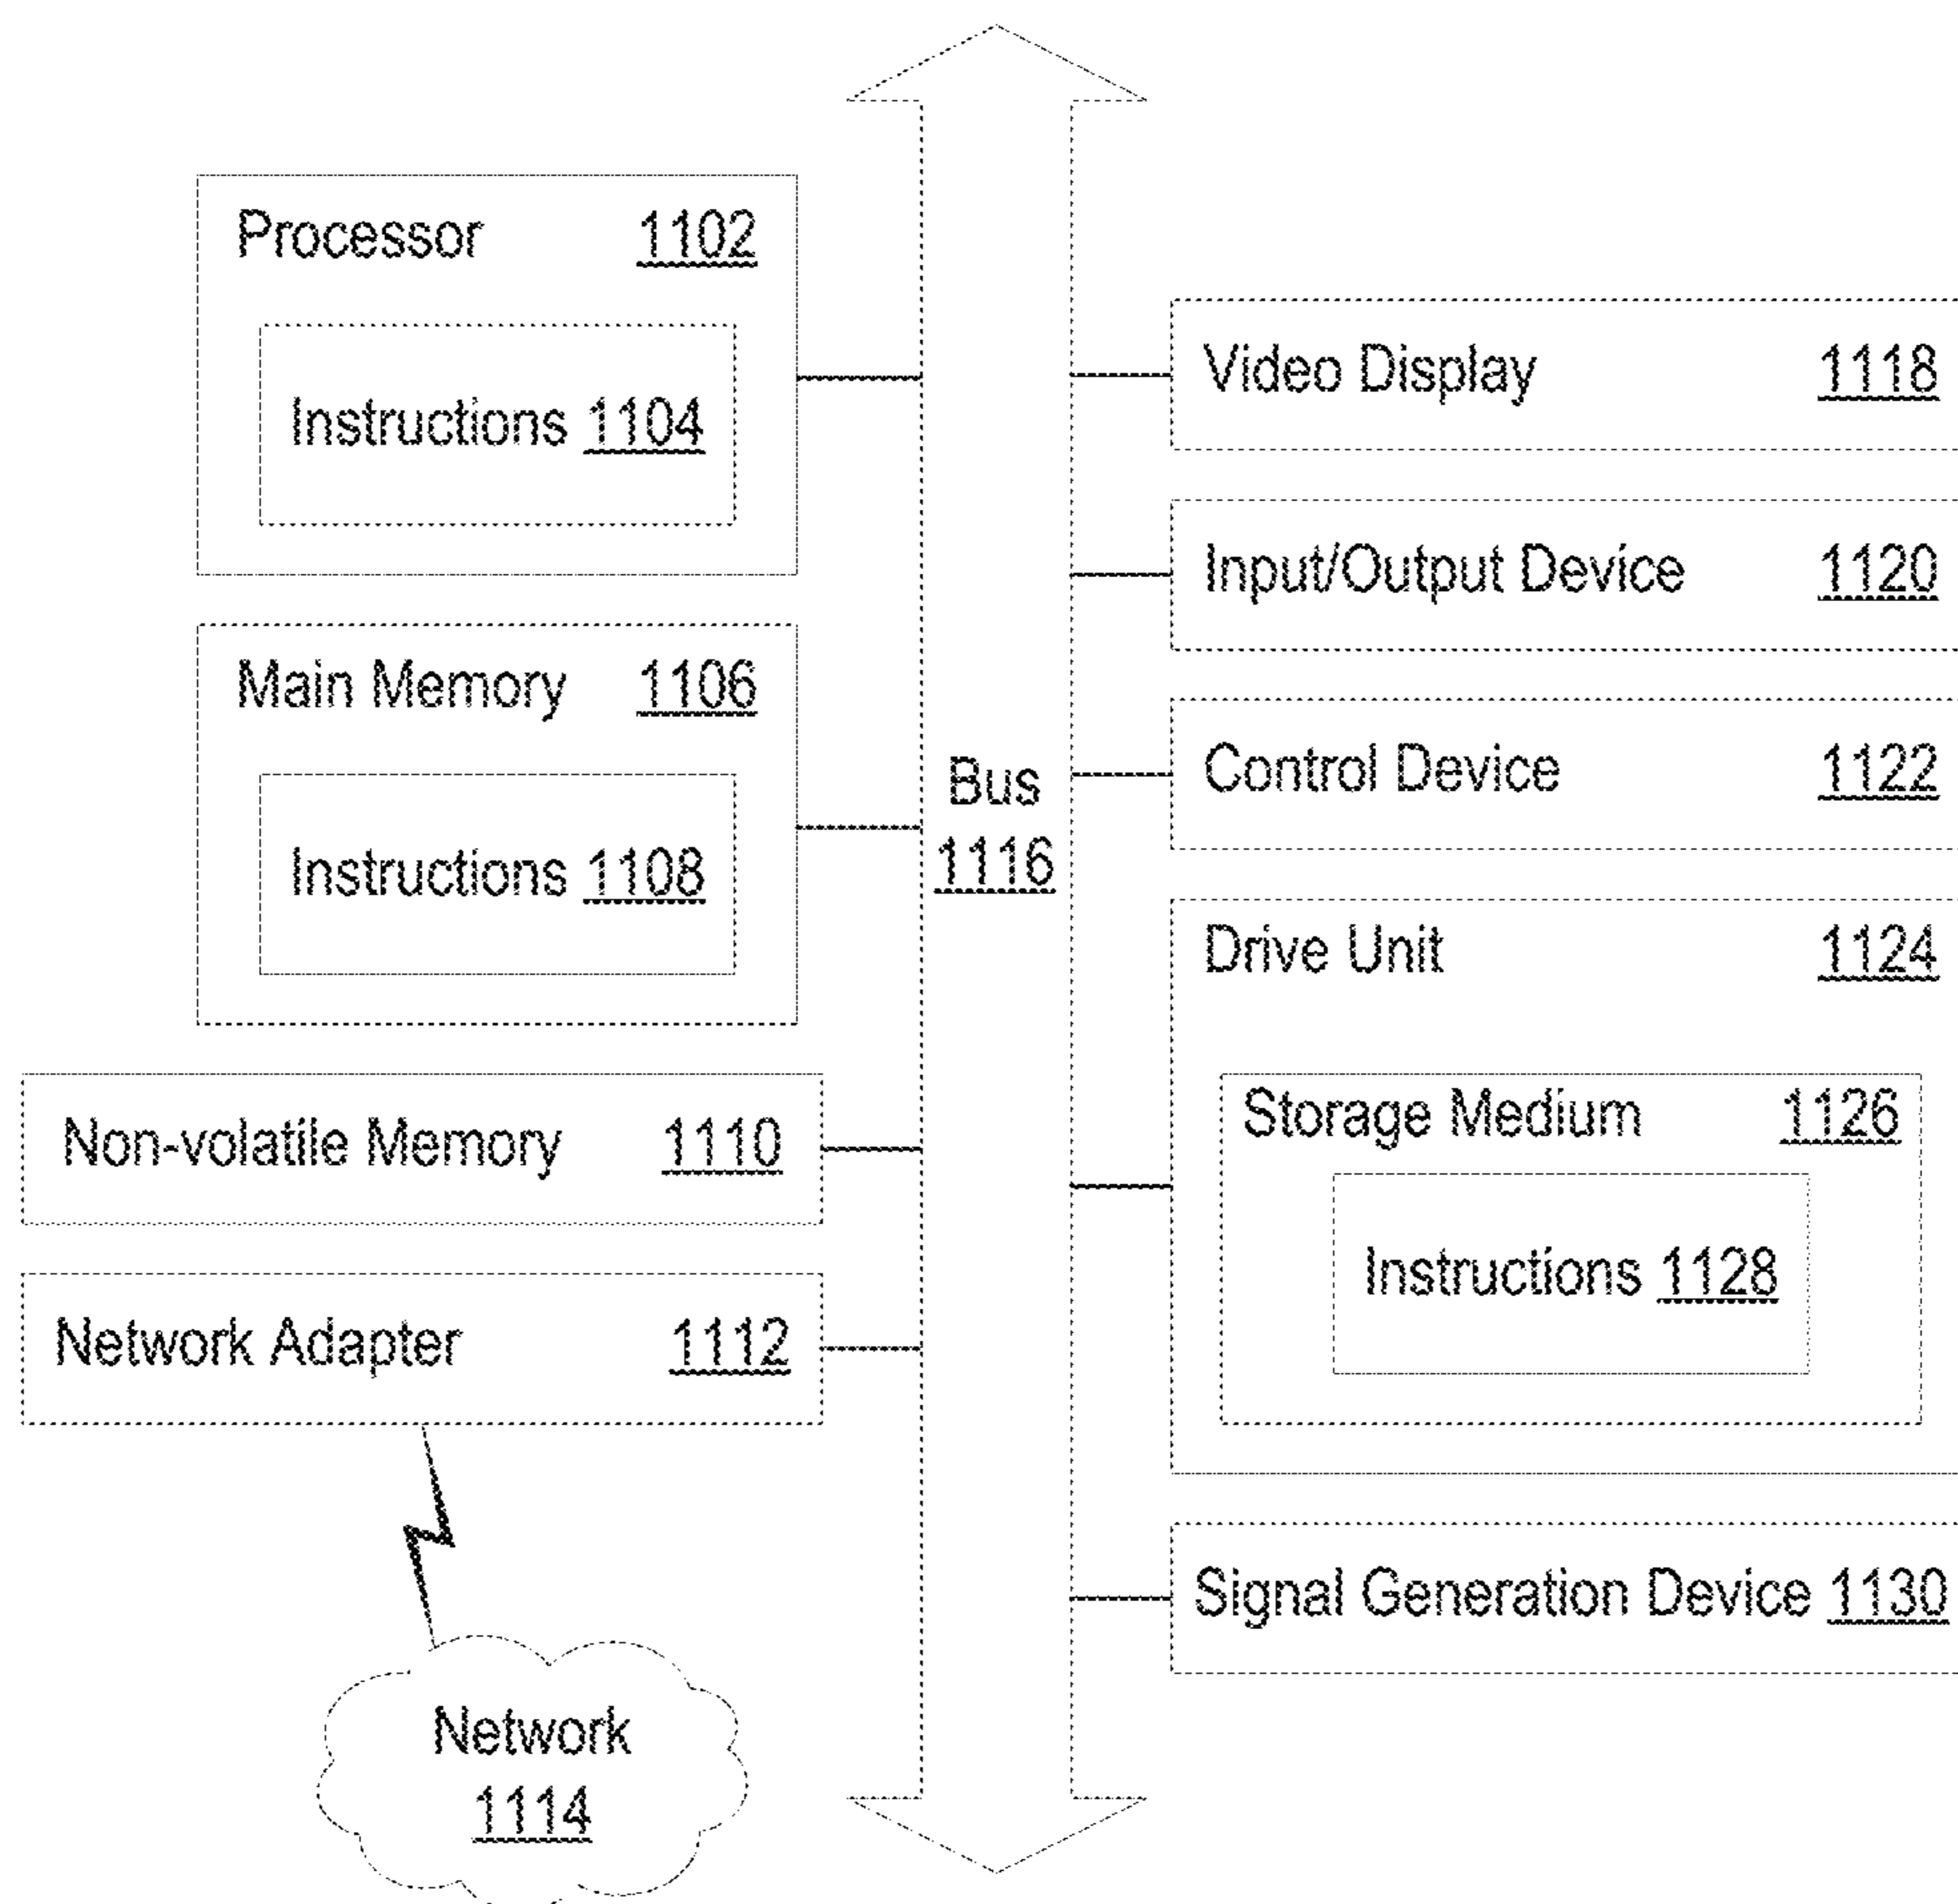 Processor 1102
Instructions 1104
Main Memory 1106
Instructions 1108
Non-volatile Memory 1110
Network Adapter 1112
Network
1114
Bus
1116
Video Display 1118
Input/Output Device 1120
Control Device 1122
Drive Unit 1124
Storage Medium 1126
Instructions 1128
Signal Generation Device 1130